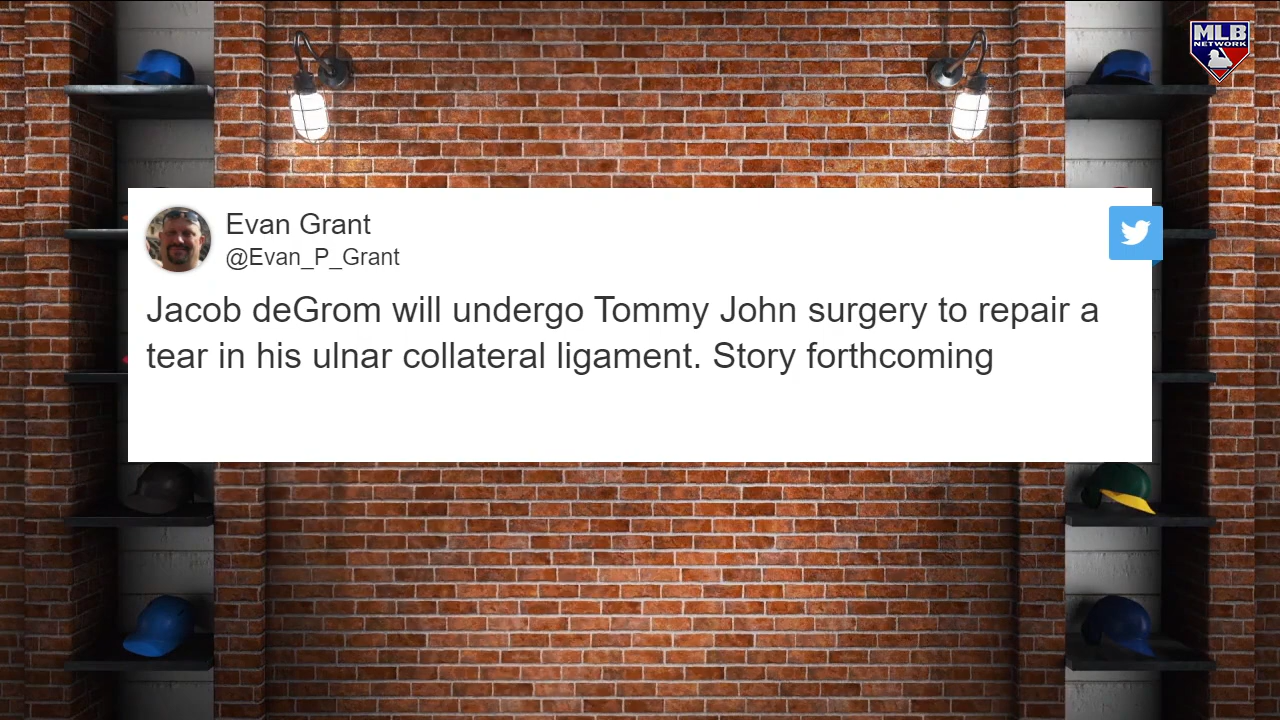 MLB
NETWORK
Evan Grant
@Evan_P_Grant
Jacob deGrom will undergo Tommy John surgery to repair a
tear in his ulnar collateral ligament. Story forthcoming